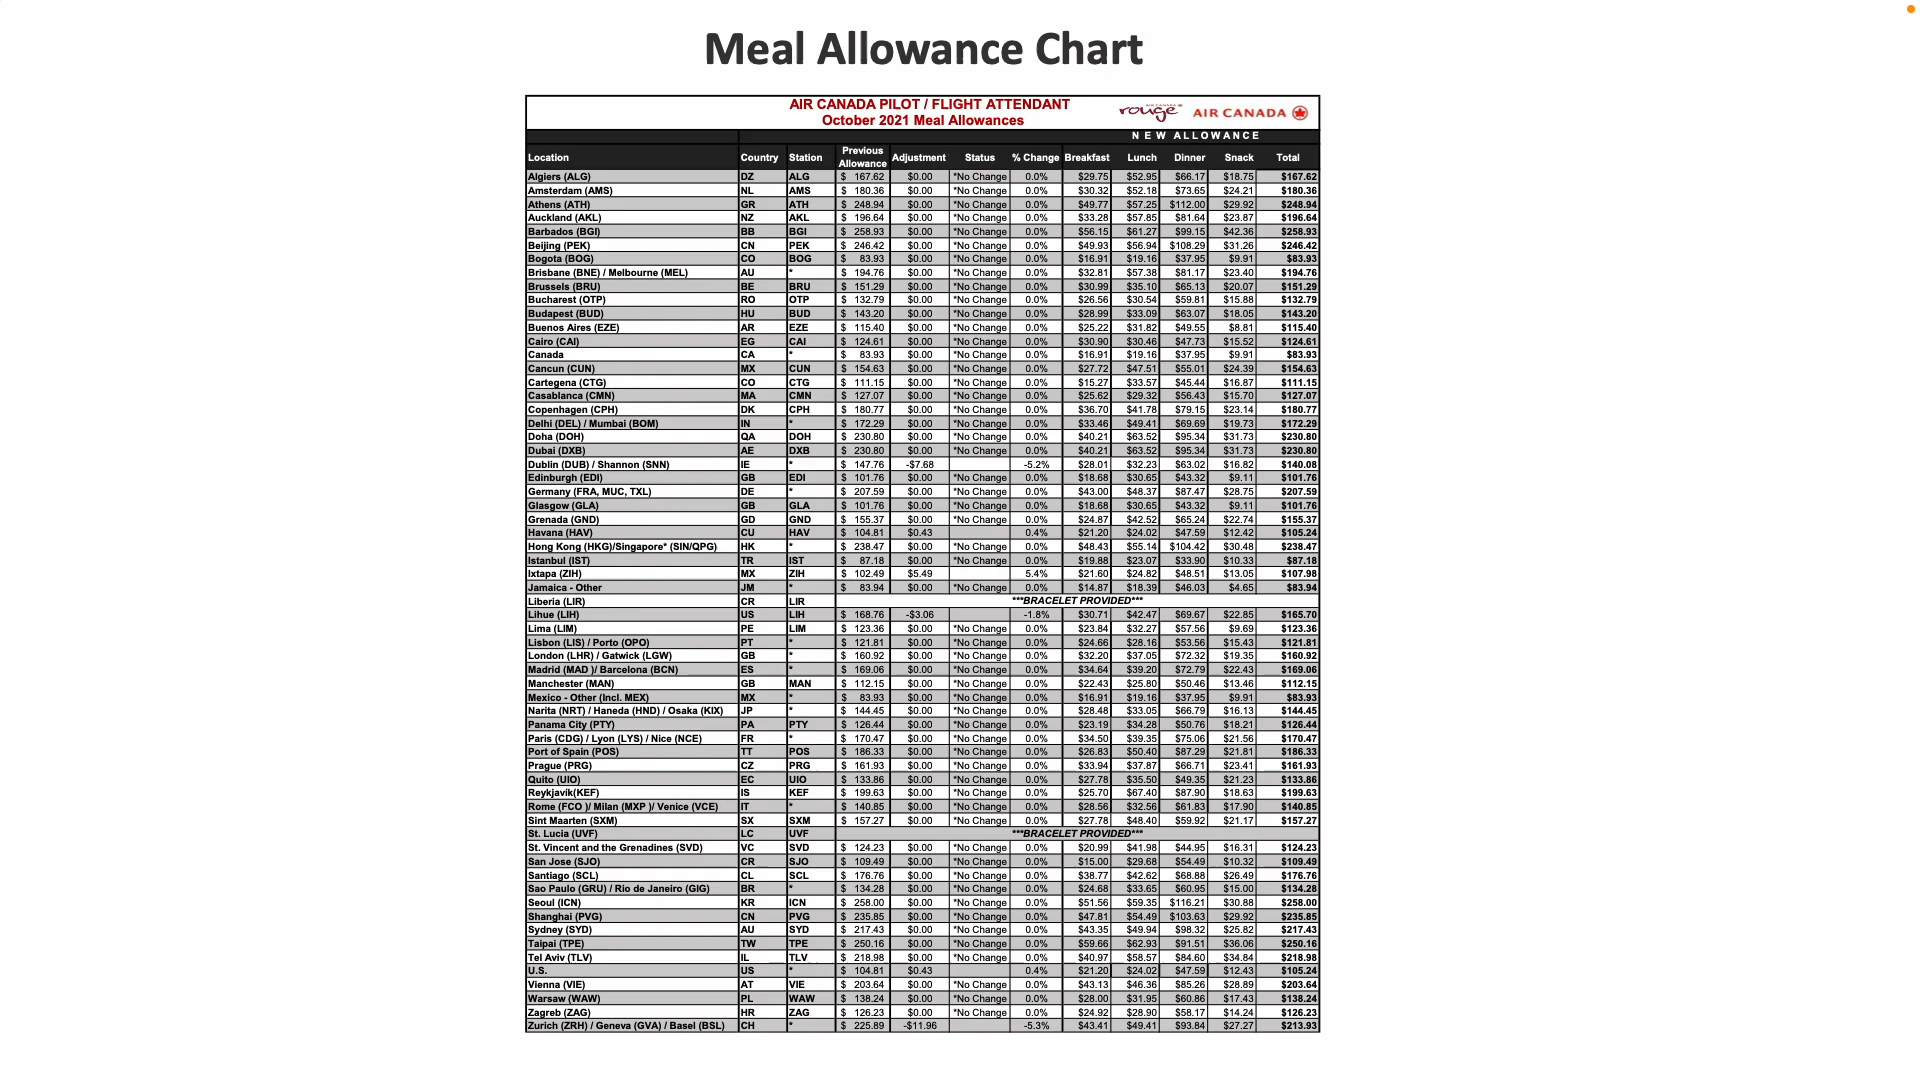 Meal Allowance Chart
AIR CANADA PILOT / FLIGHT ATTENDANT
October 2021 Meal Allowances
rouge AIR CANADA
NEW ALLOWANCE
Location Country Station Previous Allowance Adjustment Status % Change Breakfast Lunch Dinner Snack Total
Algiers (ALG) DZ ALG $ 167.62 $0.00 *No Change 0.0% $29.75 $52.95 $66.17 $18.75 $167.62
Amsterdam (AMS) NL AMS $ 180.36 $0.00 *No Change 0.0% $30.32 $52.18 $73.65 $24.21 $180.36
Athens (ATH) GR ATH $ 248.94 $0.00 *No Change 0.0% $49.77 $57.25 $112.00 $29.92 $248.94
Auckland (AKL) NZ AKL $ 196.64 $0.00 *No Change 0.0% $33.28 $57.85 $81.64 $23.87 $196.64
Barbados (BGI) BB BGI $ 258.93 $0.00 *No Change 0.0% $56.15 $61.27 $99.15 $42.36 $258.93
Beijing (PEK) CN PEK $ 246.42 $0.00 *No Change 0.0% $49.93 $56.94 $108.29 $31.26 $246.42
Bogota (BOG) CO BOG $ 83.93 $0.00 *No Change 0.0% $16.91 $19.16 $37.95 $9.91 $83.93
Brisbane (BNE) / Melbourne (MEL) AU * $ 194.76 $0.00 *No Change 0.0% $32.81 $57.38 $81.17 $23.40 $194.76
Brussels (BRU) BE BRU $ 151.29 $0.00 *No Change 0.0% $30.99 $35.10 $65.13 $20.07 $151.29
Bucharest (OTP) RO OTP $ 132.79 $0.00 *No Change 0.0% $26.56 $30.54 $59.81 $15.88 $132.79
Budapest (BUD) HU BUD $ 143.20 $0.00 *No Change 0.0% $28.99 $33.09 $63.07 $18.05 $143.20
Buenos Aires (EZE) AR EZE $ 115.40 $0.00 *No Change 0.0% $25.22 $31.82 $49.55 $8.81 $115.40
Cairo (CAI) EG CAI $ 124.61 $0.00 *No Change 0.0% $30.90 $30.46 $47.73 $15.52 $124.61
Canada CA * $ 83.93 $0.00 *No Change 0.0% $16.91 $19.16 $37.95 $9.91 $83.93
Cancun (CUN) MX CUN $ 154.63 $0.00 *No Change 0.0% $27.72 $47.51 $55.01 $24.39 $154.63
Cartegena (CTG) CO CTG $ 111.15 $0.00 *No Change 0.0% $15.27 $33.57 $45.44 $16.87 $111.15
Casablanca (CMN) MA CMN $ 127.07 $0.00 *No Change 0.0% $25.62 $29.32 $56.43 $15.70 $127.07
Copenhagen (CPH) DK CPH $ 180.77 $0.00 *No Change 0.0% $36.70 $41.78 $79.15 $23.14 $180.77
Delhi (DEL) / Mumbai (BOM) IN * $ 172.29 $0.00 *No Change 0.0% $33.46 $49.41 $69.69 $19.73 $172.29
Doha (DOH) QA DOH $ 230.80 $0.00 *No Change 0.0% $40.21 $63.52 $95.34 $31.73 $230.80
Dubai (DXB) AE DXB $ 230.80 $0.00 *No Change 0.0% $40.21 $63.52 $95.34 $31.73 $230.80
Dublin (DUB) / Shannon (SNN) IE * $ 147.76 -$7.68 -5.2% $28.01 $32.23 $63.02 $16.82 $140.08
Edinburgh (EDI) GB EDI $ 101.76 $0.00 *No Change 0.0% $18.68 $30.65 $43.32 $9.11 $101.76
Germany (FRA, MUC, TXL) DE * $ 207.59 $0.00 *No Change 0.0% $43.00 $48.37 $87.47 $28.75 $207.59
Glasgow (GLA) GB GLA $ 101.76 $0.00 *No Change 0.0% $18.68 $30.65 $43.32 $9.11 $101.76
Grenada (GND) GD GND $ 155.37 $0.00 *No Change 0.0% $24.87 $42.52 $65.24 $22.74 $155.37
Havana (HAV) CU HAV $ 104.81 $0.43 0.4% $21.20 $24.02 $47.59 $12.42 $105.24
Hong Kong (HKG)/Singapore* (SIN/QPG) HK * $ 238.47 $0.00 *No Change 0.0% $48.43 $55.14 $104.42 $30.48 $238.47
Istanbul (IST) TR IST $ 87.18 $0.00 *No Change 0.0% $19.88 $23.07 $33.90 $10.33 $87.18
Ixtapa (ZIH) MX ZIH $ 102.49 $5.49 5.4% $21.60 $24.82 $48.51 $13.05 $107.98
Jamaica - Other JM * $ 83.94 $0.00 *No Change 0.0% $14.87 $18.39 $46.03 $4.65 $83.94
Liberia (LIR) CR LIR ***BRACELET PROVIDED***
Lihue (LIH) US LIH $ 168.76 -$3.06 -1.8% $30.71 $42.47 $69.67 $22.85 $165.70
Lima (LIM) PE LIM $ 123.36 $0.00 *No Change 0.0% $23.84 $32.27 $57.56 $9.69 $123.36
Lisbon (LIS) / Porto (OPO) PT * $ 121.81 $0.00 *No Change 0.0% $24.66 $28.16 $53.56 $15.43 $121.81
London (LHR) / Gatwick (LGW) GB * $ 160.92 $0.00 *No Change 0.0% $32.20 $37.05 $72.32 $19.35 $160.92
Madrid (MAD )/ Barcelona (BCN) ES * $ 169.06 $0.00 *No Change 0.0% $34.64 $39.20 $72.79 $22.43 $169.06
Manchester (MAN) GB MAN $ 112.15 $0.00 *No Change 0.0% $22.43 $25.80 $50.46 $13.46 $112.15
Mexico - Other (Incl. MEX) MX * $ 83.93 $0.00 *No Change 0.0% $16.91 $19.16 $37.95 $9.91 $83.93
Narita (NRT) / Haneda (HND) / Osaka (KIX) JP * $ 144.45 $0.00 *No Change 0.0% $28.48 $33.05 $66.79 $16.13 $144.45
Panama City (PTY) PA PTY $ 126.44 $0.00 *No Change 0.0% $23.19 $34.28 $50.76 $18.21 $126.44
Paris (CDG) / Lyon (LYS) / Nice (NCE) FR * $ 170.47 $0.00 *No Change 0.0% $34.50 $39.35 $75.06 $21.56 $170.47
Port of Spain (POS) TT POS $ 186.33 $0.00 *No Change 0.0% $26.83 $50.40 $87.29 $21.81 $186.33
Prague (PRG) CZ PRG $ 161.93 $0.00 *No Change 0.0% $33.94 $37.87 $66.71 $23.41 $161.93
Quito (UIO) EC UIO $ 133.86 $0.00 *No Change 0.0% $27.78 $35.50 $49.35 $21.23 $133.86
Reykjavík(KEF) IS KEF $ 199.63 $0.00 *No Change 0.0% $25.70 $67.40 $87.90 $18.63 $199.63
Rome (FCO )/ Milan (MXP )/ Venice (VCE) IT * $ 140.85 $0.00 *No Change 0.0% $28.56 $32.56 $61.83 $17.90 $140.85
Sint Maarten (SXM) SX SXM $ 157.27 $0.00 *No Change 0.0% $27.78 $48.40 $59.92 $21.17 $157.27
St. Lucia (UVF) LC UVF ***BRACELET PROVIDED***
St. Vincent and the Grenadines (SVD) VC SVD $ 124.23 $0.00 *No Change 0.0% $20.99 $41.98 $44.95 $16.31 $124.23
San Jose (SJO) CR SJO $ 109.49 $0.00 *No Change 0.0% $15.00 $29.68 $54.49 $10.32 $109.49
Santiago (SCL) CL SCL $ 176.76 $0.00 *No Change 0.0% $38.77 $42.62 $68.88 $26.49 $176.76
Sao Paulo (GRU) / Rio de Janeiro (GIG) BR * $ 134.28 $0.00 *No Change 0.0% $24.68 $33.65 $60.95 $15.00 $134.28
Seoul (ICN) KR ICN $ 258.00 $0.00 *No Change 0.0% $51.56 $59.35 $116.21 $30.88 $258.00
Shanghai (PVG) CN PVG $ 235.85 $0.00 *No Change 0.0% $47.81 $54.49 $103.63 $29.92 $235.85
Sydney (SYD) AU SYD $ 217.43 $0.00 *No Change 0.0% $43.35 $49.94 $98.32 $25.82 $217.43
Taipai (TPE) TW TPE $ 250.16 $0.00 *No Change 0.0% $59.66 $62.93 $91.51 $36.06 $250.16
Tel Aviv (TLV) IL TLV $ 218.98 $0.00 *No Change 0.0% $40.97 $58.57 $84.60 $34.84 $218.98
U.S. US * $ 104.81 $0.43 0.4% $21.20 $24.02 $47.59 $12.43 $105.24
Vienna (VIE) AT VIE $ 203.64 $0.00 *No Change 0.0% $43.13 $46.36 $85.26 $28.89 $203.64
Warsaw (WAW) PL WAW $ 138.24 $0.00 *No Change 0.0% $28.00 $31.95 $60.86 $17.43 $138.24
Zagreb (ZAG) HR ZAG $ 126.23 $0.00 *No Change 0.0% $24.92 $28.90 $58.17 $14.24 $126.23
Zurich (ZRH) / Geneva (GVA) / Basel (BSL) CH * $ 225.89 -$11.96 -5.3% $43.41 $49.41 $93.84 $27.27 $213.93